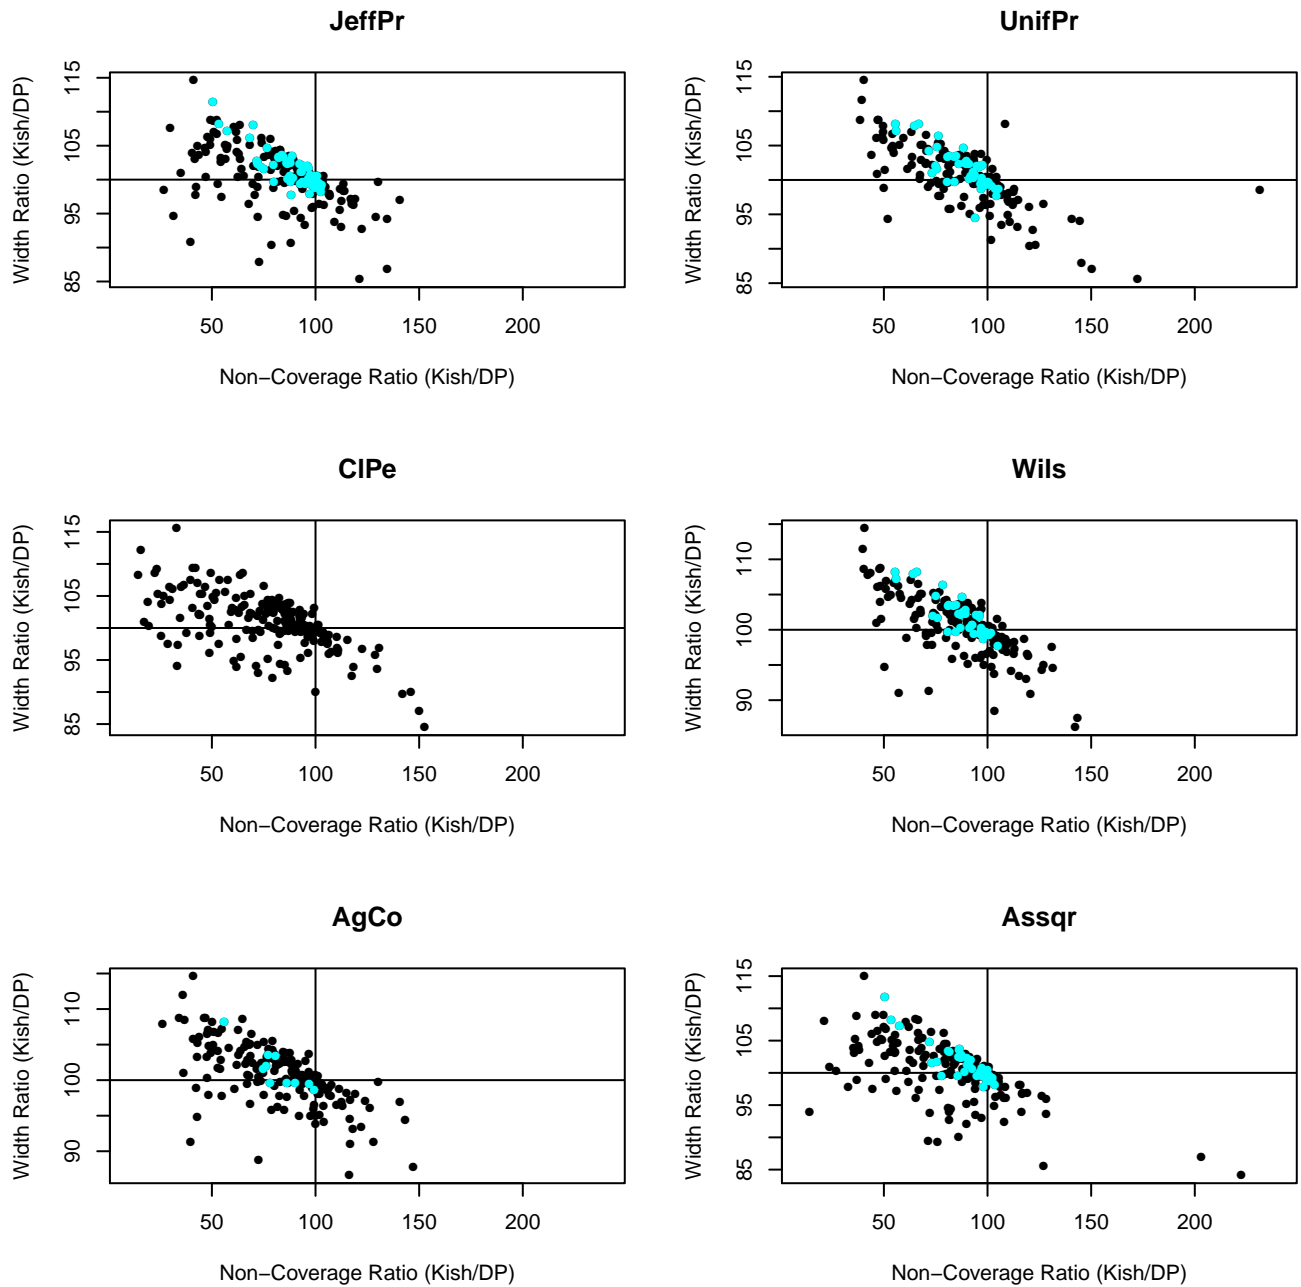 JeffPr
UnifPr
Width Ratio (Kish/DP)
115
105
95
85
50 100 150 200
Non−Coverage Ratio (Kish/DP)
Width Ratio (Kish/DP)
115
105
95
85
50 100 150 200
Non−Coverage Ratio (Kish/DP)
ClPe
Wils
Width Ratio (Kish/DP)
115
105
95
85
50 100 150 200
Non−Coverage Ratio (Kish/DP)
Width Ratio (Kish/DP)
110
100
90
50 100 150 200
Non−Coverage Ratio (Kish/DP)
AgCo
Assqr
Width Ratio (Kish/DP)
110
100
90
50 100 150 200
Non−Coverage Ratio (Kish/DP)
Width Ratio (Kish/DP)
115
105
95
85
50 100 150 200
Non−Coverage Ratio (Kish/DP)